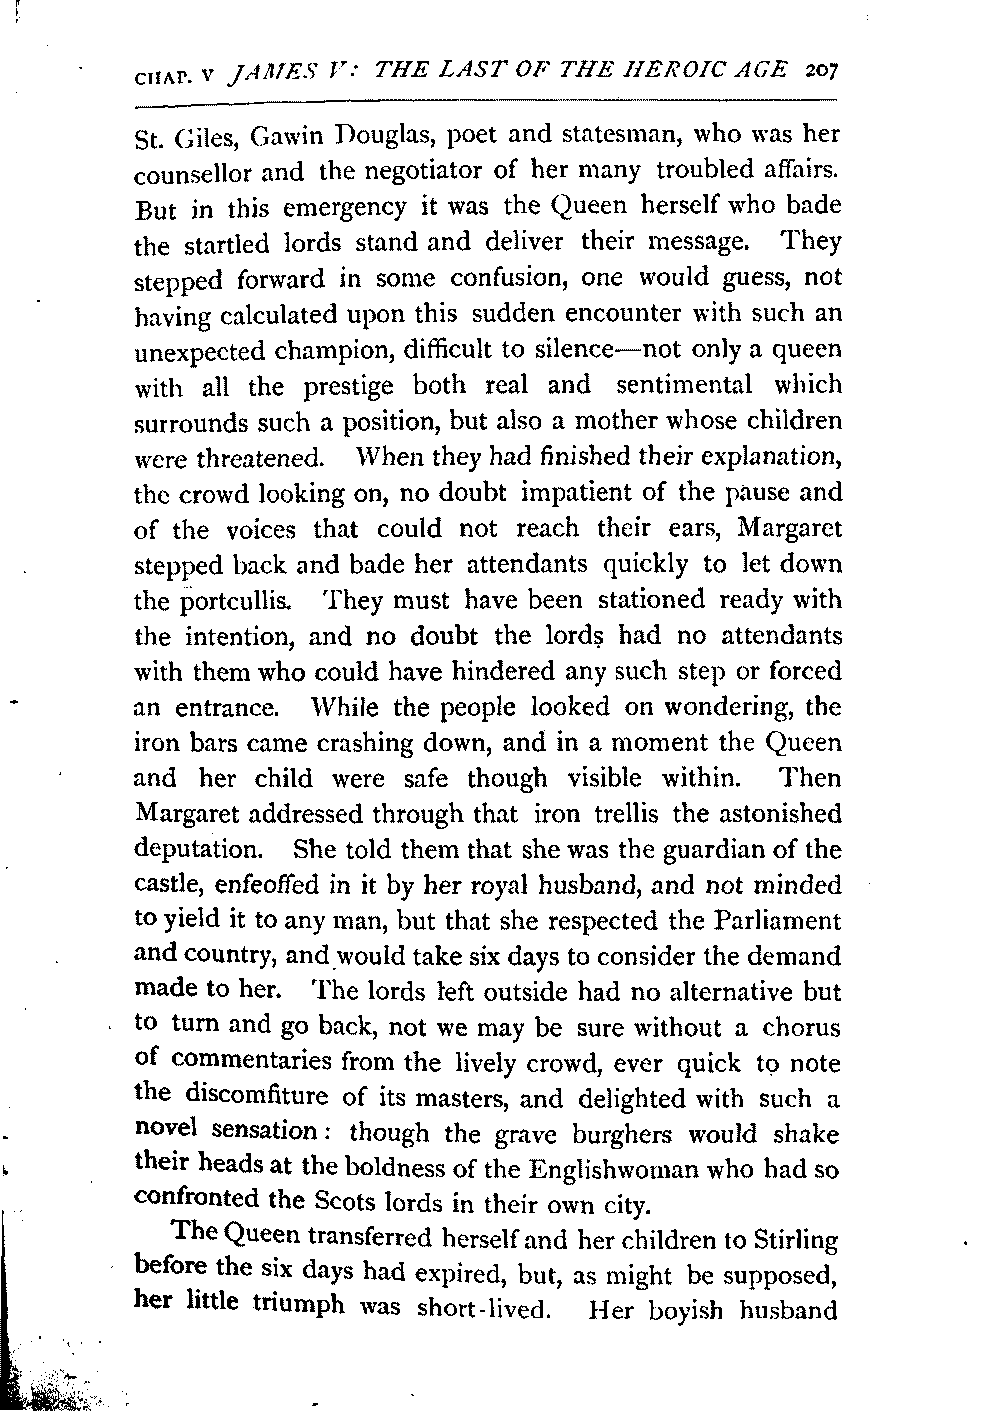 CHAP. V JAMES V: THE LAST OF THE HEROIC AGE 207
St. Giles, Gawin Douglas, poet and statesman, who was her
counsellor and the negotiator of her many troubled affairs.
But in this emergency it was the Queen herself who bade
the startled lords stand and deliver their message. They
stepped forward in some confusion, one would guess, not
having calculated upon this sudden encounter with such an
unexpected champion, difficult to silence—not only a queen
with all the prestige both real and sentimental which
surrounds such a position, but also a mother whose children
were threatened. When they had finished their explanation,
the crowd looking on, no doubt impatient of the pause and
of the voices that could not reach their ears, Margaret
stepped back and bade her attendants quickly to let down
the portcullis. They must have been stationed ready with
the intention, and no doubt the lords had no attendants
with them who could have hindered any such step or forced
an entrance. While the people looked on wondering, the
iron bars came crashing down, and in a moment the Queen
and her child were safe though visible within. Then
Margaret addressed through that iron trellis the astonished
deputation. She told them that she was the guardian of the
castle, enfeoffed in it by her royal husband, and not minded
to yield it to any man, but that she respected the Parliament
and country, and would take six days to consider the demand
made to her. The lords left outside had no alternative but
to turn and go back, not we may be sure without a chorus
of commentaries from the lively crowd, ever quick to note
the discomfiture of its masters, and delighted with such a
novel sensation: though the grave burghers would shake
their heads at the boldness of the Englishwoman who had so
confronted the Scots lords in their own city.
The Queen transferred herself and her children to Stirling
before the six days had expired, but, as might be supposed,
her little triumph was short-lived. Her boyish husband